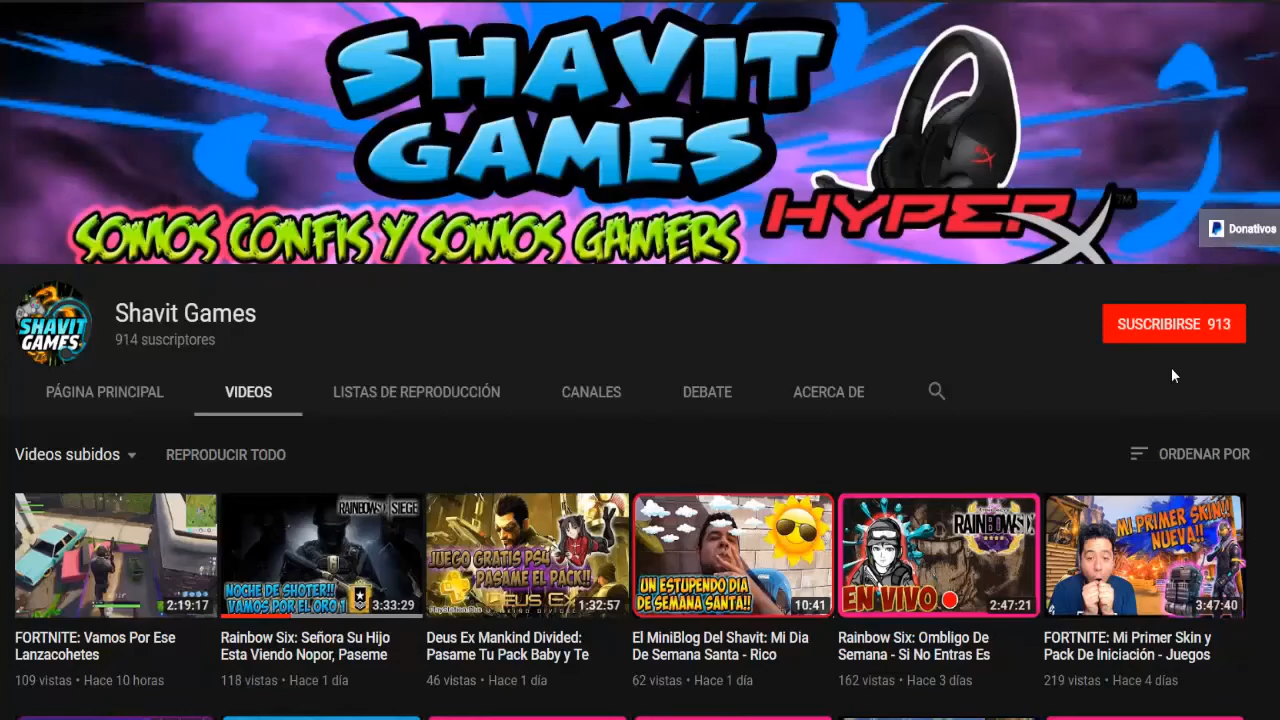 SHAVIT
GAMES
SOMOS CONFIS Y SOMOS GAMERS
HYPERX
TM
Donativos
SHAVIT
GAMES
Shavit Games
914 suscriptores
SUSCRIBIRSE 913
PÁGINA PRINCIPAL VIDEOS LISTAS DE REPRODUCCIÓN CANALES DEBATE ACERCA DE
Videos subidos REPRODUCIR TODO ORDENAR POR
2:19:17
RAINBOW SIX SIEGE
NOCHE DE SHOTER!!
VAMOS POR EL ORO 1
3:33:29
JUEGO GRATIS PS4
PASAME EL PACK!!
DEUS EX
1:32:57
UN ESTUPENDO DIA
DE SEMANA SANTA!!
10:41
RAINBOW SIX
EN VIVO
2:47:21
MI PRIMER SKIN!!
NUEVA!!
3:47:40
FORTNITE: Vamos Por Ese
Lanzacohetes
109 vistas • Hace 10 horas
Rainbow Six: Señora Su Hijo
Esta Viendo Nopor, Paseme
118 vistas • Hace 1 día
Deus Ex Mankind Divided:
Pasame Tu Pack Baby y Te
46 vistas • Hace 1 día
El MiniBlog Del Shavit: Mi Dia
De Semana Santa - Rico
62 vistas • Hace 1 día
Rainbow Six: Ombligo De
Semana - Si No Entras Es
162 vistas • Hace 3 días
FORTNITE: Mi Primer Skin y
Pack De Iniciación - Juegos
219 vistas • Hace 4 días